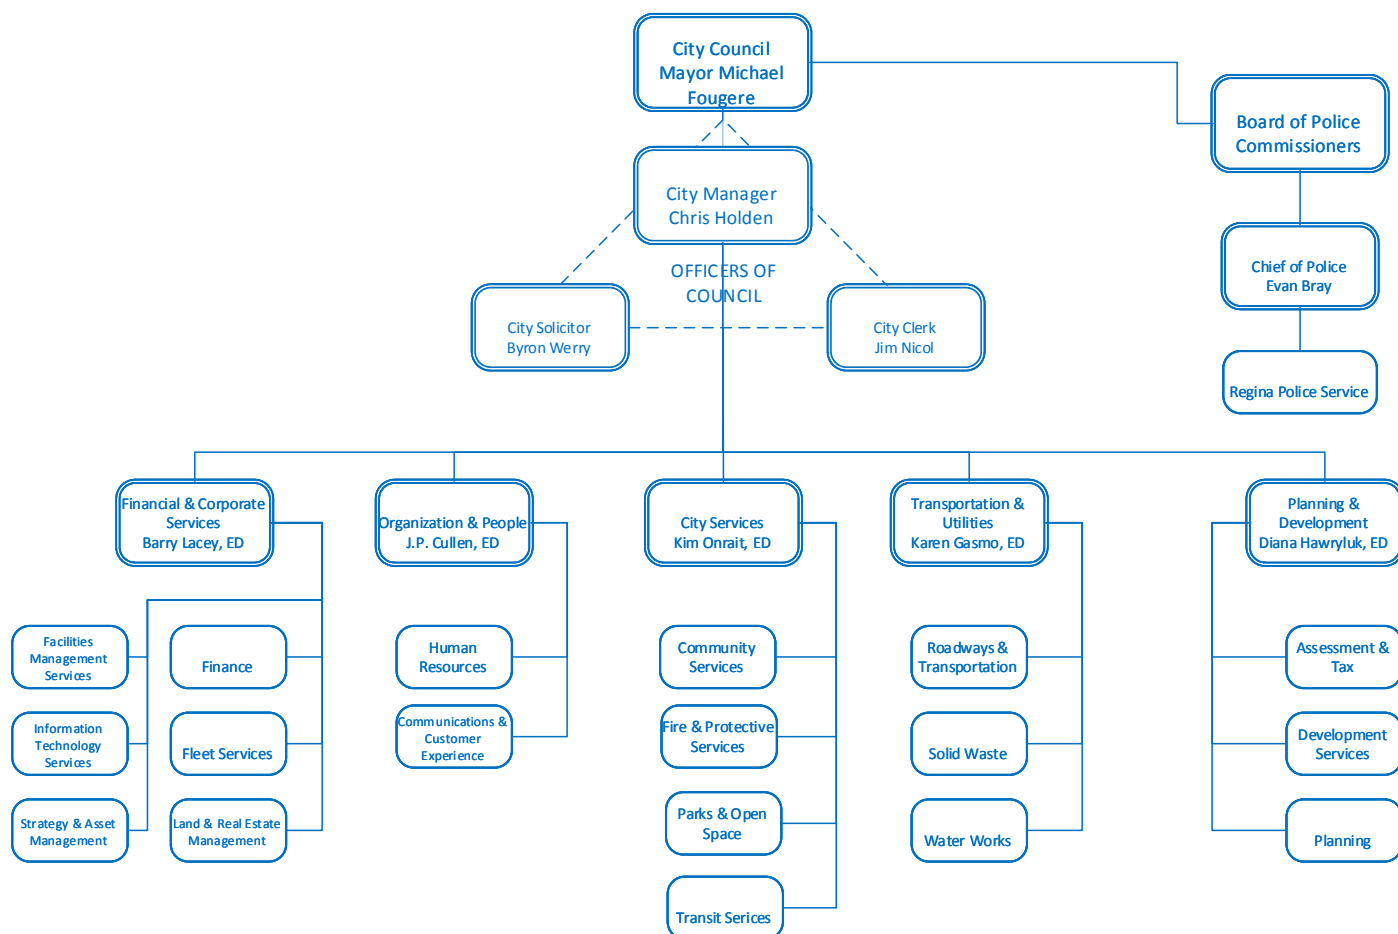 City Council
Mayor Michael
Fougere
Board of Police
Commissioners
City Manager
Chris Holden
OFFICERS OF
COUNCIL
Chief of Police
Evan Bray
City Solicitor
Byron Werry
City Clerk
Jim Nicol
Regina Police Service
Financial & Corporate
Services
Barry Lacey, ED
Organization & People
J.P. Cullen, ED
City Services
Kim Onrait, ED
Transportation &
Utilities
Karen Gasmo, ED
Planning &
Development
Diana Hawryluk, ED
Facilities
Management
Services
Finance
Human
Resources
Community
Services
Roadways &
Transportation
Assessment &
Tax
Information
Technology
Services
Fleet Services
Communications &
Customer
Experience
Fire & Protective
Services
Solid Waste
Development
Services
Strategy & Asset
Management
Land & Real Estate
Management
Parks & Open
Space
Water Works
Planning
Transit Serices